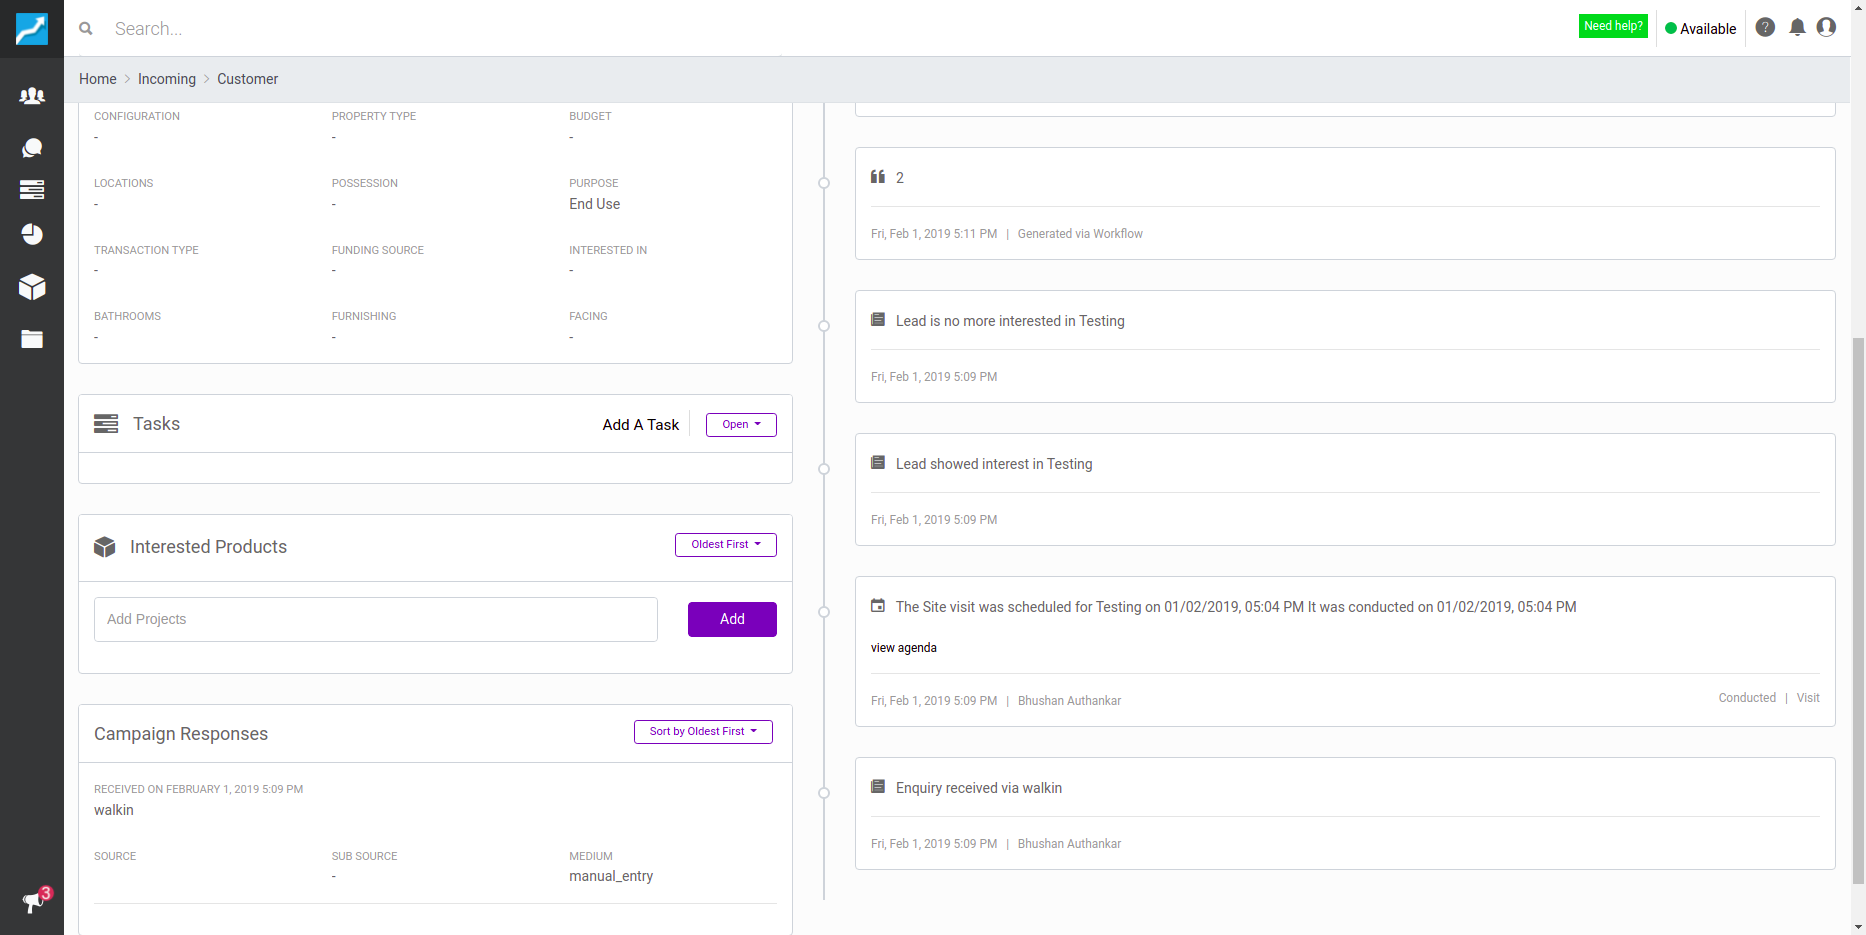 Search...
Need help?
Available
Home > Incoming > Customer
CONFIGURATION PROPERTY TYPE BUDGET
- - -
LOCATIONS POSSESSION PURPOSE
- - End Use
TRANSACTION TYPE FUNDING SOURCE INTERESTED IN
- - -
BATHROOMS FURNISHING FACING
- - -
Tasks Add A Task Open
Interested Products Oldest First
Add Projects Add
Campaign Responses Sort by Oldest First
RECEIVED ON FEBRUARY 1, 2019 5:09 PM
walkin
SOURCE SUB SOURCE MEDIUM
- manual_entry
3
2
Fri, Feb 1, 2019 5:11 PM | Generated via Workflow
Lead is no more interested in Testing
Fri, Feb 1, 2019 5:09 PM
Lead showed interest in Testing
Fri, Feb 1, 2019 5:09 PM
The Site visit was scheduled for Testing on 01/02/2019, 05:04 PM It was conducted on 01/02/2019, 05:04 PM
view agenda
Fri, Feb 1, 2019 5:09 PM | Bhushan Authankar Conducted | Visit
Enquiry received via walkin
Fri, Feb 1, 2019 5:09 PM | Bhushan Authankar